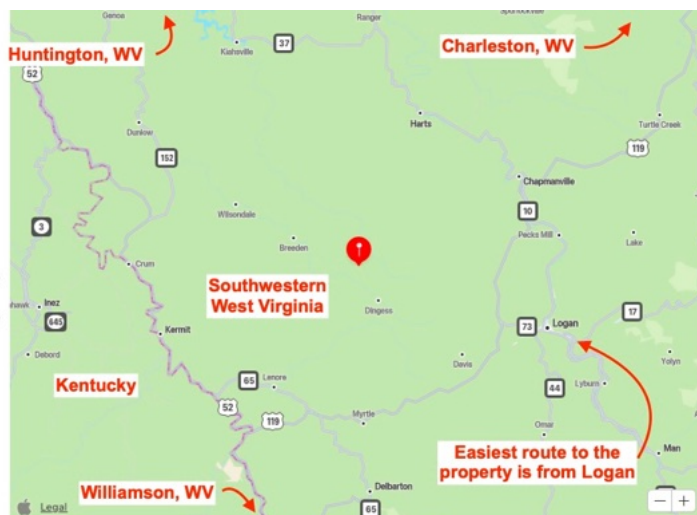 Genoa
Ranger
Huntington, WV
Kiahsville
37
Charleston, WV
52
Harts
Turtle Creek
Dunlow
119
152
Chapmanville
Wilsondale
10
3
Breeden
Pecks Mill
Lake
Crum
Southwestern
West Virginia
Dingess
Inez
645
17
Kermit
73
Logan
Debord
Davis
Yolyn
Kentucky
65
Lenore
44
Lyburn
52
119
Myrtle
Omar
Easiest route to the
property is from Logan
Man
Williamson, WV
Delbarton
65
Legal